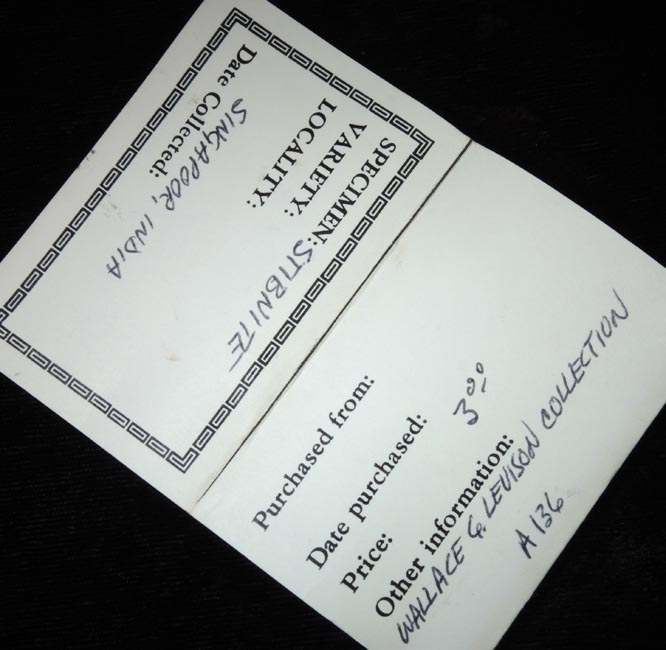 SPECIMEN: STIBNITE
VARIETY:
LOCALITY:
SINGAPOOR, INDIA
Date Collected:
Purchased from:
Date purchased:
Price: 3.00
Other information:
WALLACE G. LEVISON COLLECTION
A136